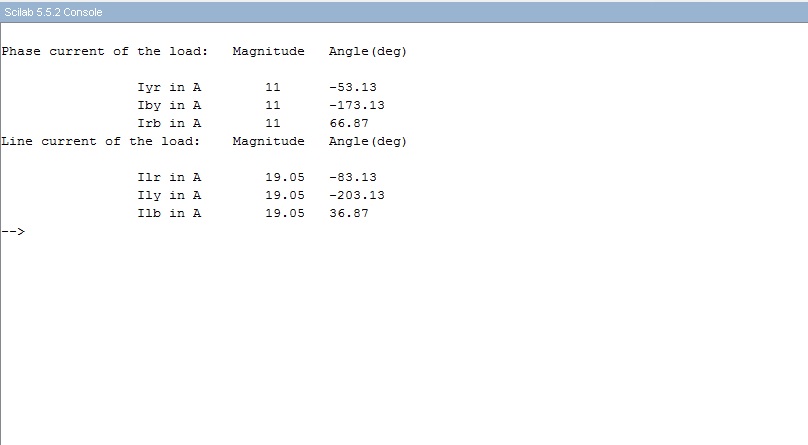 Scilab 5.5.2 Console
Phase current of the load: Magnitude Angle(deg)
Iyr in A 11 -53.13
Iby in A 11 -173.13
Irb in A 11 66.87
Line current of the load: Magnitude Angle(deg)
Ilr in A 19.05 -83.13
Ily in A 19.05 -203.13
Ilb in A 19.05 36.87
-->